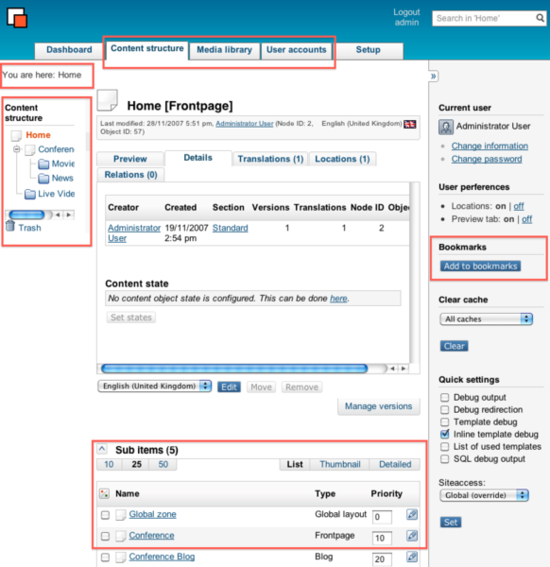 Logout
admin
Search in 'Home'
Dashboard Content structure Media library User accounts Setup
You are here: Home
Content structure
Home
Conferen
Movie
News
Live Vide
Trash
Home [Frontpage]
Last modified: 28/11/2007 5:51 pm, Administrator User (Node ID: 2, English (United Kingdom)
Object ID: 57)
Preview Details Translations (1) Locations (1)
Relations (0)
Creator Created Section Versions Translations Node ID Objec
Administrator 19/11/2007 Standard 1 1 2
User 2:54 pm
Content state
No content object state is configured. This can be done here.
Set states
English (United Kingdom) Edit Move Remove
Manage versions
Sub items (5)
10 25 50 List Thumbnail Detailed
Name Type Priority
Global zone Global layout 0
Conference Frontpage 10
Conference Blog Blog 20
»
Current user
Administrator User
Change information
Change password
User preferences
Locations: on | off
Preview tab: on | off
Bookmarks
Add to bookmarks
Clear cache
All caches
Clear
Quick settings
Debug output
Debug redirection
Template debug
Inline template debug
List of used templates
SQL debug output
Siteaccess:
Global (override)
Set